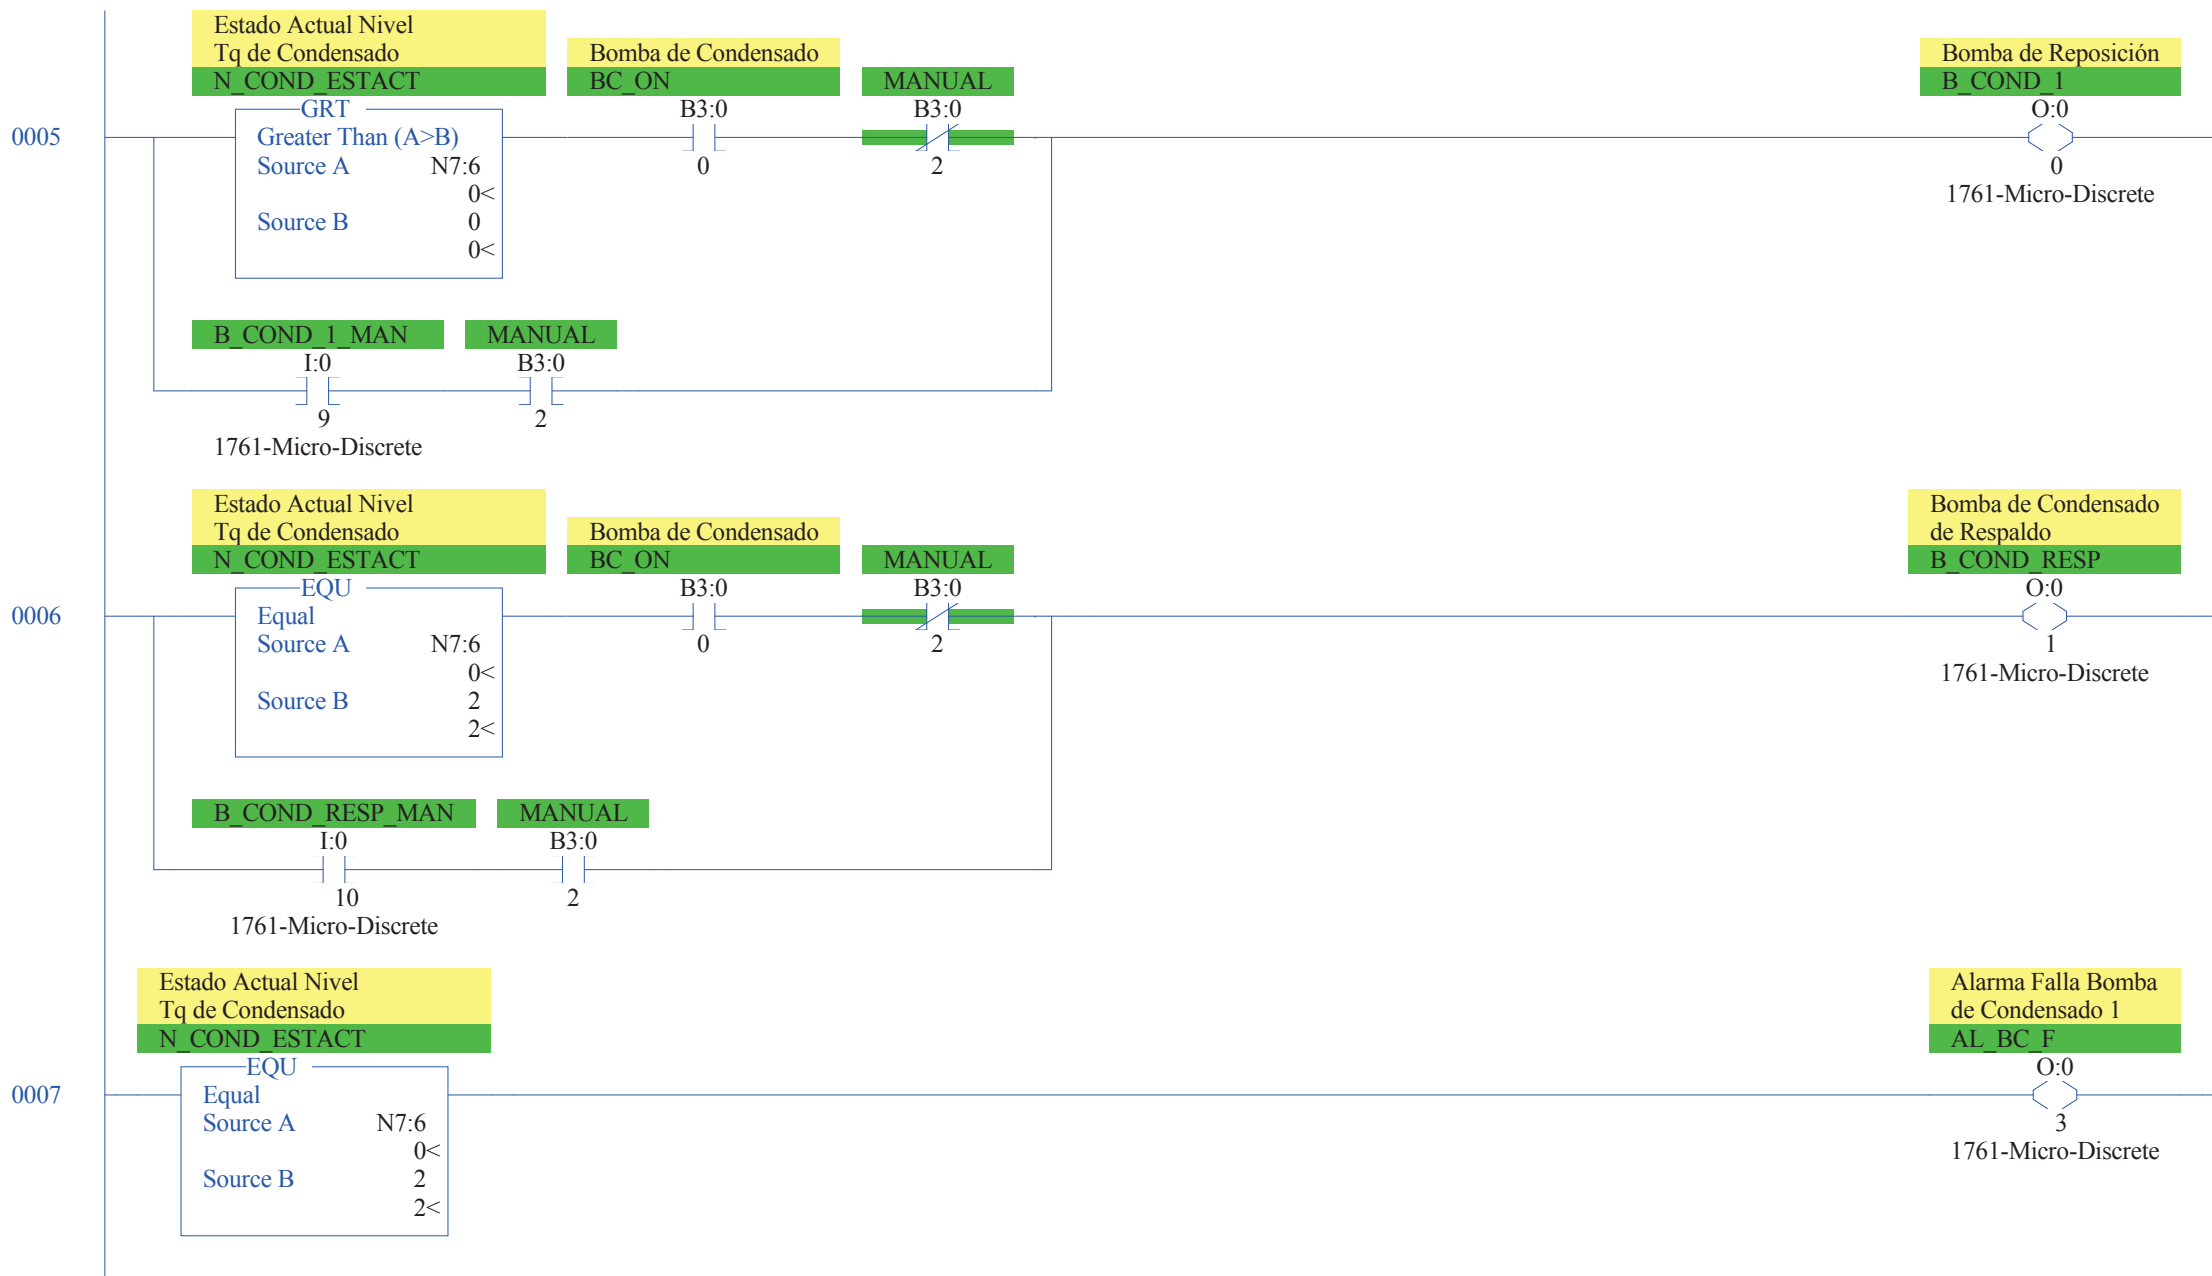 Estado Actual Nivel
Tq de Condensado
N_COND_ESTACT
Bomba de Condensado
BC_ON
MANUAL
Bomba de Reposición
B_COND_1
0005
GRT
Greater Than (A>B)
Source A N7:6
0<
Source B 0
0<
B3:0
0
B3:0
2
O:0
0
1761-Micro-Discrete
B_COND_1_MAN
MANUAL
I:0
9
1761-Micro-Discrete
B3:0
2
Estado Actual Nivel
Tq de Condensado
N_COND_ESTACT
Bomba de Condensado
BC_ON
MANUAL
Bomba de Condensado
de Respaldo
B_COND_RESP
0006
EQU
Equal
Source A N7:6
0<
Source B 2
2<
B3:0
0
B3:0
2
O:0
1
1761-Micro-Discrete
B_COND_RESP_MAN
MANUAL
I:0
10
1761-Micro-Discrete
B3:0
2
Estado Actual Nivel
Tq de Condensado
N_COND_ESTACT
Alarma Falla Bomba
de Condensado 1
AL_BC_F
0007
EQU
Equal
Source A N7:6
0<
Source B 2
2<
O:0
3
1761-Micro-Discrete